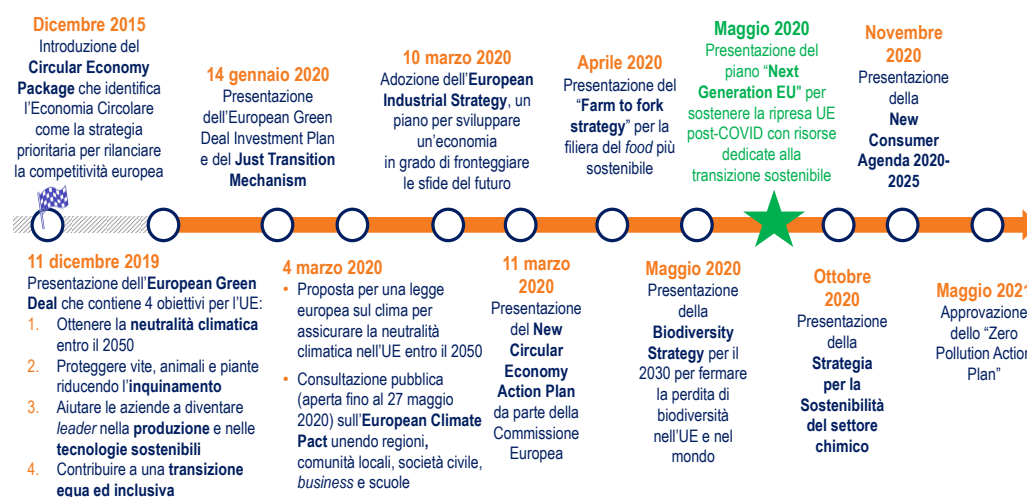 Dicembre 2015
Introduzione del
Circular Economy
Package che identifica
l'Economia Circolare
come la strategia
prioritaria per rilanciare
la competitività europea
14 gennaio 2020
Presentazione
dell'European Green
Deal Investment Plan
e del Just Transition
Mechanism
10 marzo 2020
Adozione dell'European
Industrial Strategy, un
piano per sviluppare
un'economia
in grado di fronteggiare
le sfide del futuro
Aprile 2020
Presentazione del
"Farm to fork
strategy" per la
filiera del food più
sostenibile
Maggio 2020
Presentazione del
piano "Next
Generation EU" per
sostenere la ripresa UE
post-COVID con risorse
dedicate alla
transizione sostenibile
Novembre
2020
Presentazione
della
New
Consumer
Agenda 2020-
2025
11 dicembre 2019
Presentazione dell'European Green
Deal che contiene 4 obiettivi per l'UE:
1. Ottenere la neutralità climatica
entro il 2050
2. Proteggere vite, animali e piante
riducendo l'inquinamento
3. Aiutare le aziende a diventare
leader nella produzione e nelle
tecnologie sostenibili
4. Contribuire a una transizione
equa ed inclusiva
4 marzo 2020
• Proposta per una legge
europea sul clima per
assicurare la neutralità
climatica nell'UE entro il 2050
• Consultazione pubblica
(aperta fino al 27 maggio
2020) sull'European Climate
Pact unendo regioni,
comunità locali, società civile,
business e scuole
11 marzo
2020
Presentazione
del New
Circular
Economy
Action Plan
da parte della
Commissione
Europea
Maggio 2020
Presentazione
della
Biodiversity
Strategy per il
2030 per fermare
la perdita di
biodiversità
nell'UE e nel
mondo
Ottobre
2020
Presentazione
della
Strategia
per la
Sostenibilità
del settore
chimico
Maggio 2021
Approvazione
dello "Zero
Pollution Action
Plan"